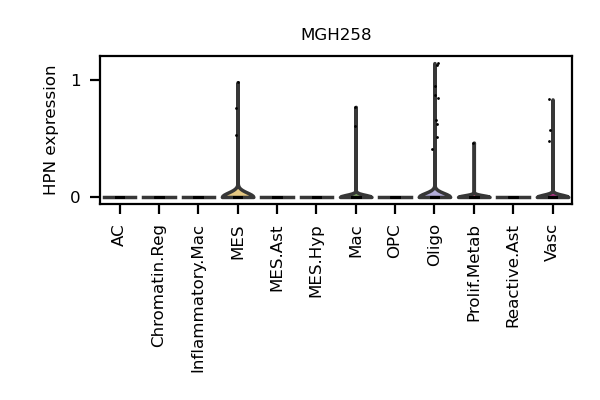 MGH258
HPN expression
1
0
AC
Chromatin.Reg
Inflammatory.Mac
MES
MES.Ast
MES.Hyp
Mac
OPC
Oligo
Prolif.Metab
Reactive.Ast
Vasc